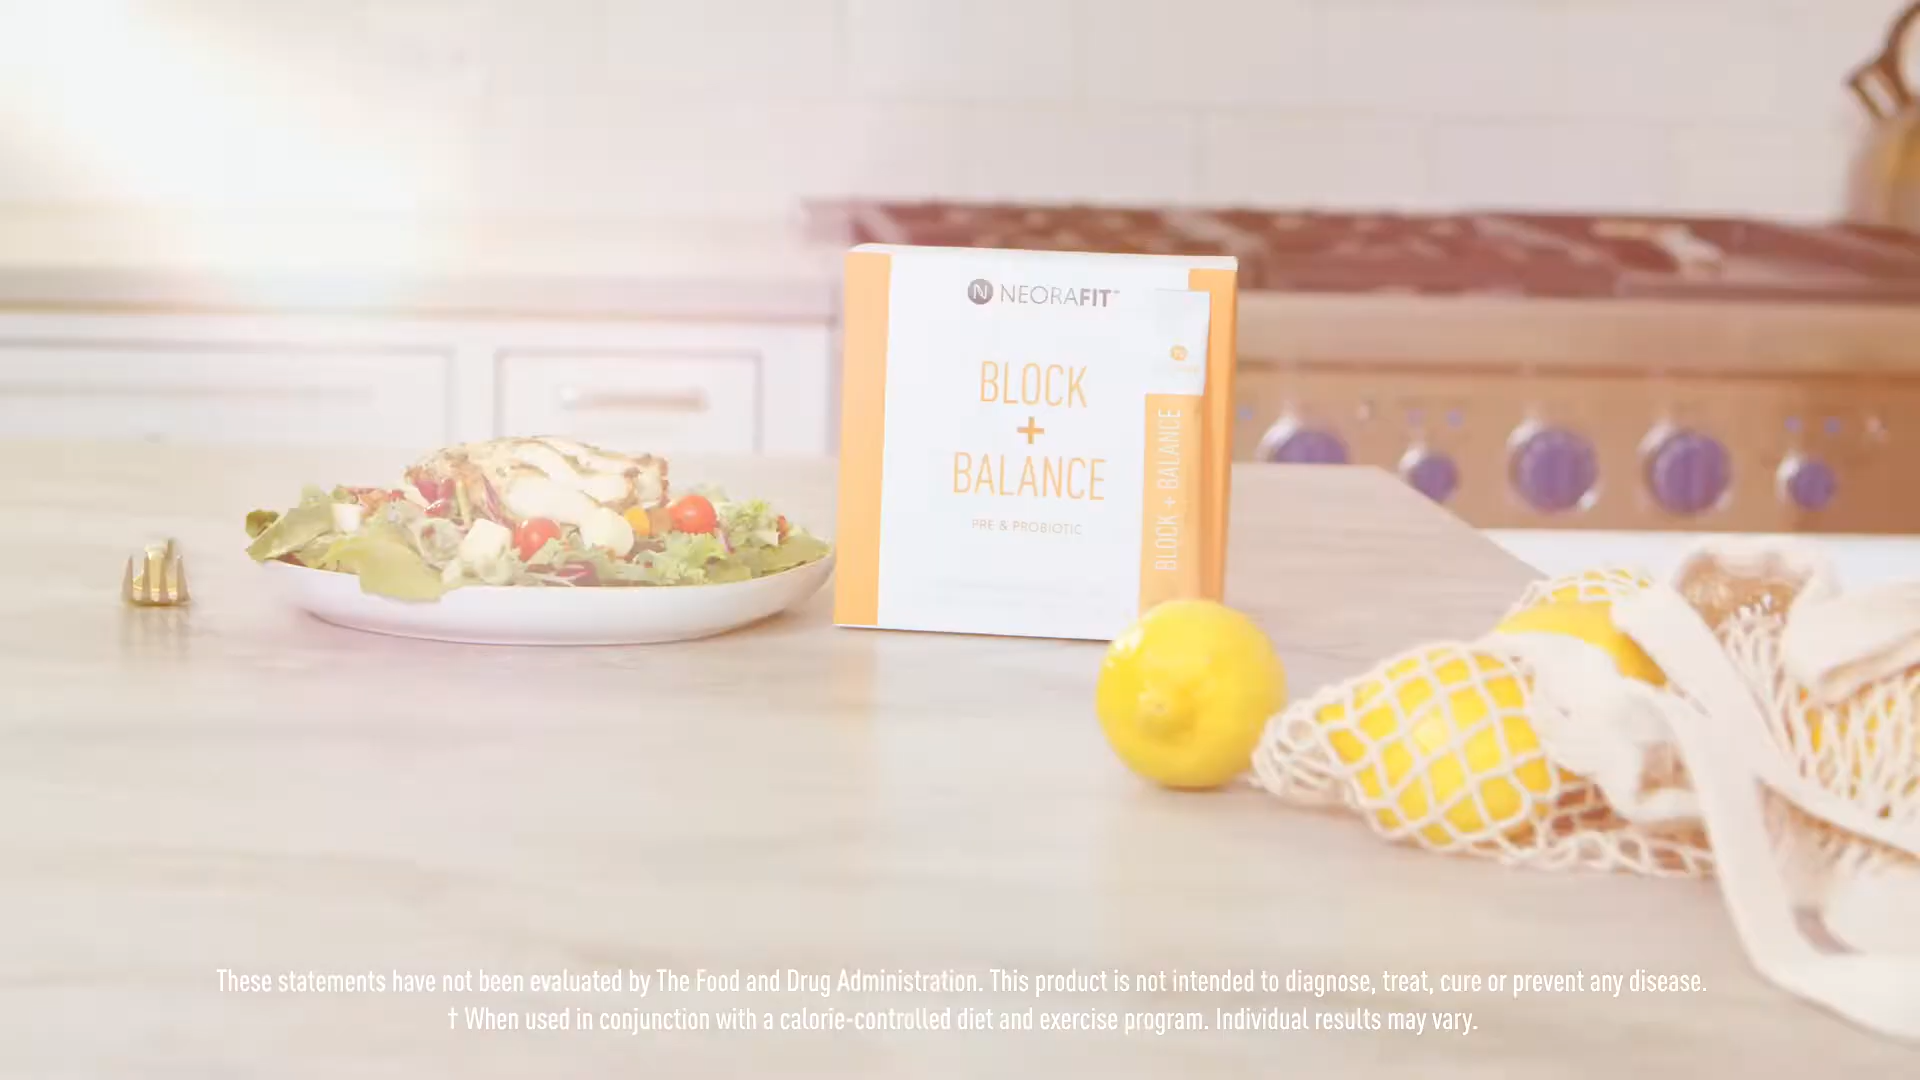 N NEORAFIT™
BLOCK
+
BALANCE
PRE & PROBIOTIC
BLOCK + BALANCE
These statements have not been evaluated by The Food and Drug Administration. This product is not intended to diagnose, treat, cure or prevent any disease.
† When used in conjunction with a calorie-controlled diet and exercise program. Individual results may vary.